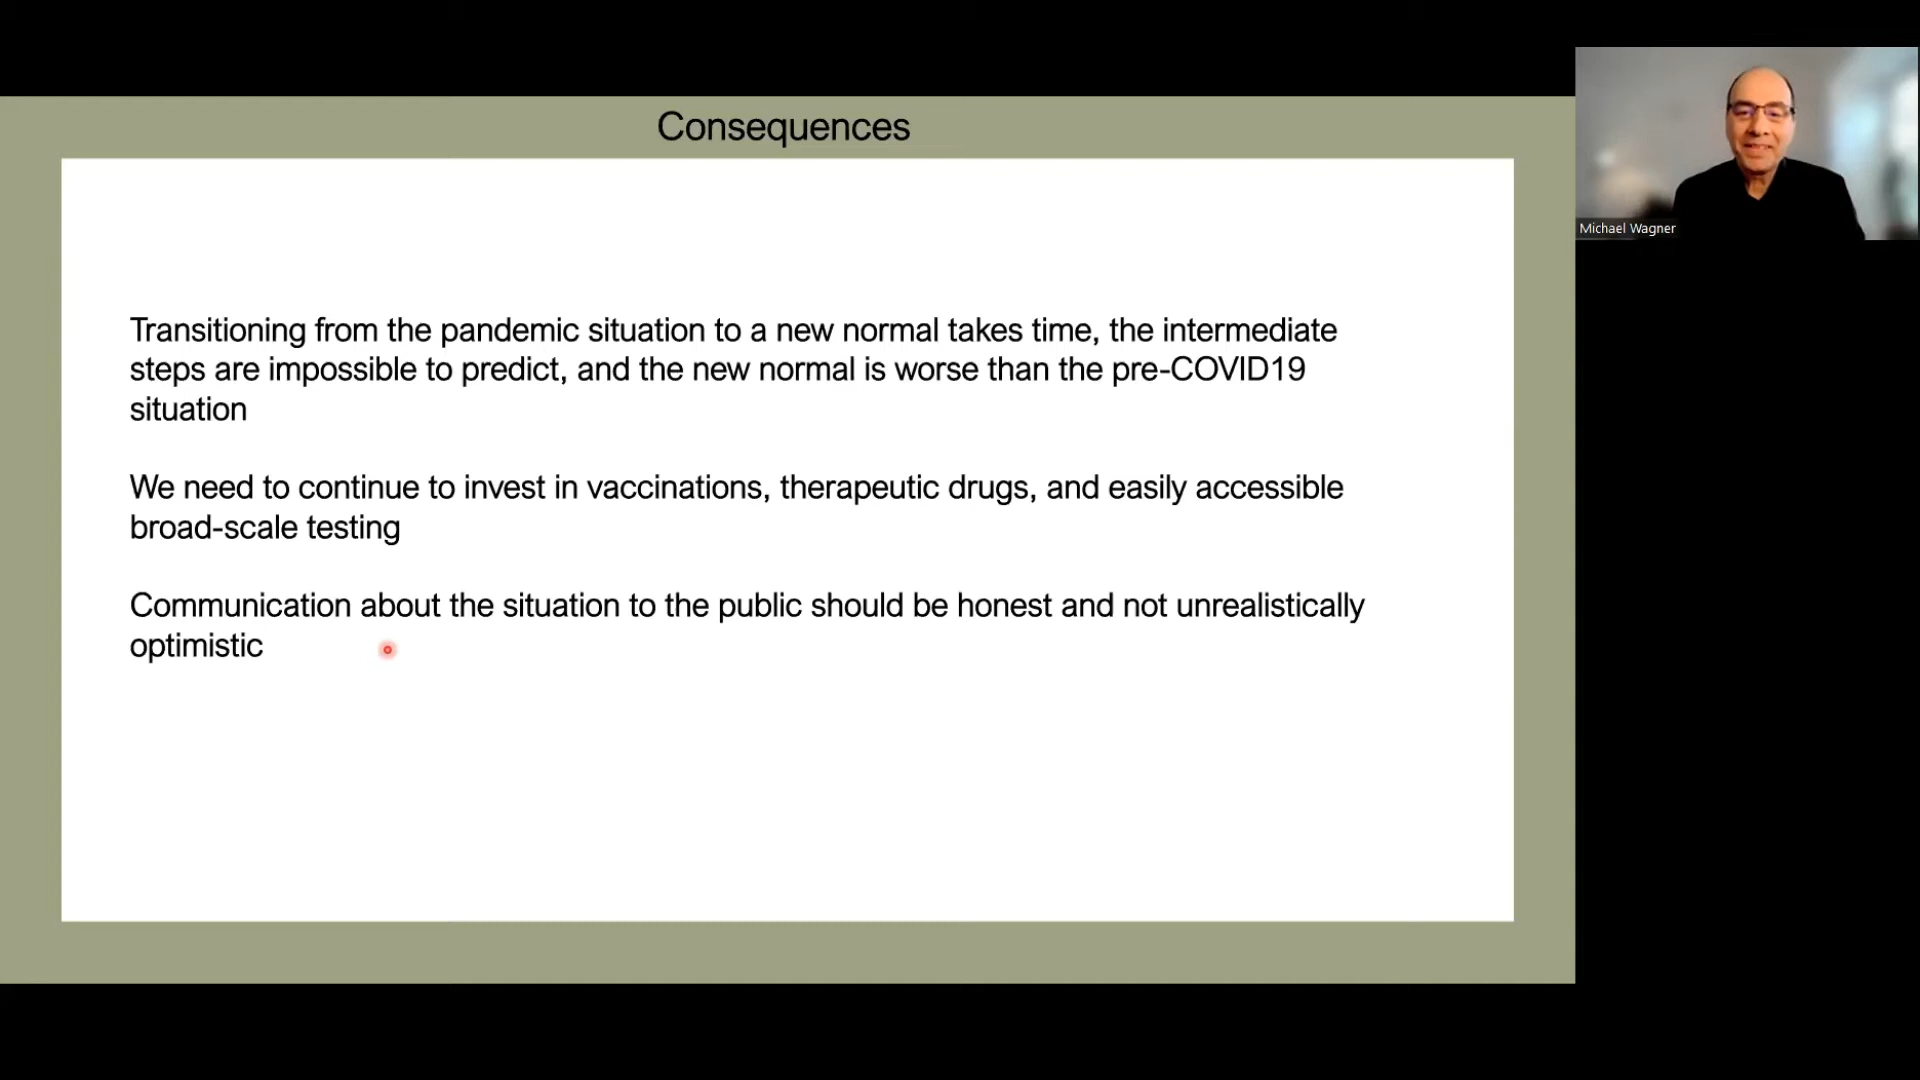 Consequences
Transitioning from the pandemic situation to a new normal takes time, the intermediate
steps are impossible to predict, and the new normal is worse than the pre-COVID19
situation
We need to continue to invest in vaccinations, therapeutic drugs, and easily accessible
broad-scale testing
Communication about the situation to the public should be honest and not unrealistically
optimistic
Michael Wagner